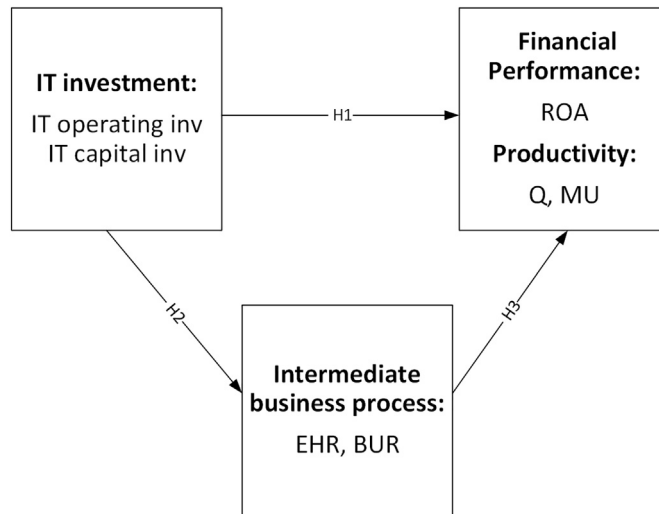 IT investment:
IT operating inv
IT capital inv
H1
Financial
Performance:
ROA
Productivity:
Q, MU
H2
H3
Intermediate
business process:
EHR, BUR